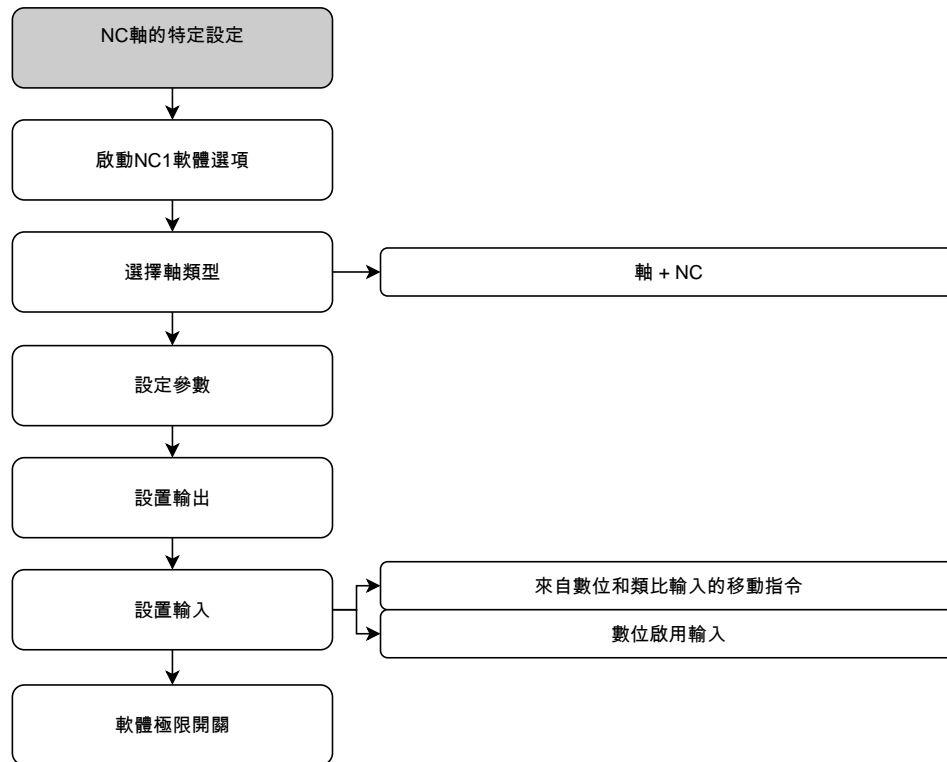 NC軸的特定設定
啟動NC1軟體選項
選擇軸類型
軸 + NC
設定參數
設置輸出
設置輸入
來自數位和類比輸入的移動指令
數位啟用輸入
軟體極限開關